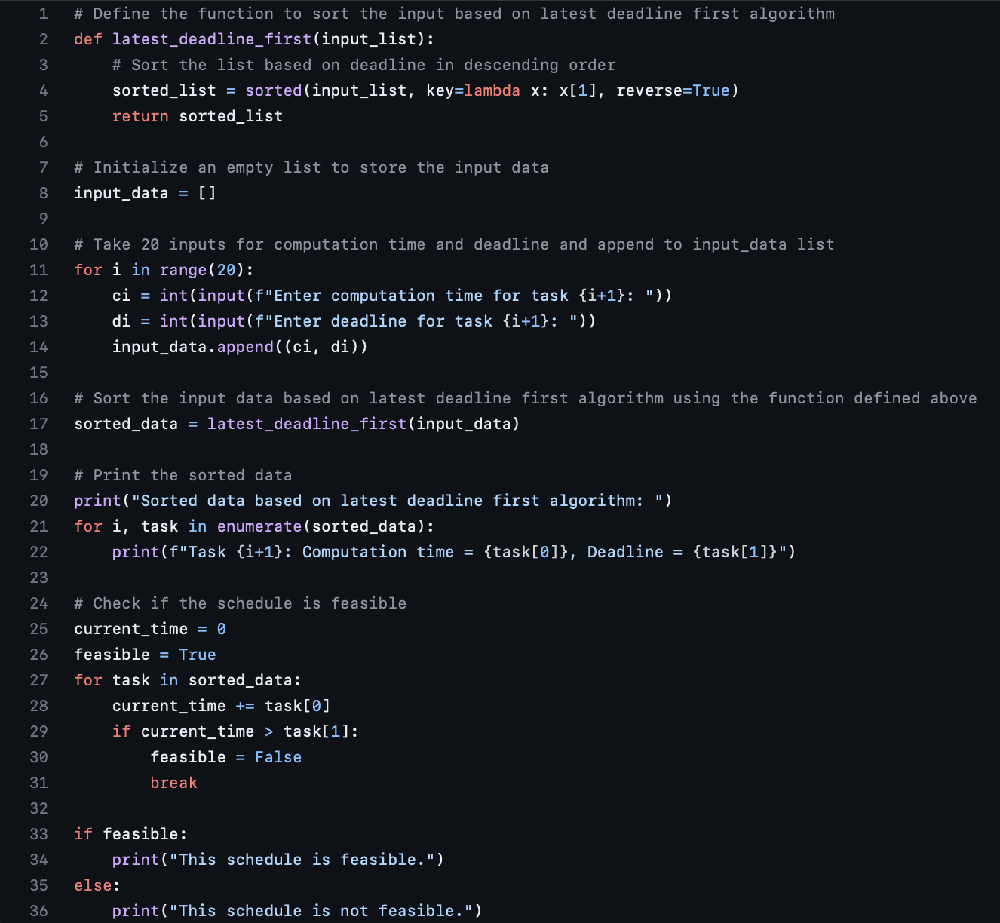 1 # Define the function to sort the input based on latest deadline first algorithm
2 def latest_deadline_first(input_list):
3     # Sort the list based on deadline in descending order
4     sorted_list = sorted(input_list, key=lambda x: x[1], reverse=True)
5     return sorted_list
6
7 # Initialize an empty list to store the input data
8 input_data = []
9
10 # Take 20 inputs for computation time and deadline and append to input_data list
11 for i in range(20):
12     ci = int(input(f"Enter computation time for task {i+1}: "))
13     di = int(input(f"Enter deadline for task {i+1}: "))
14     input_data.append((ci, di))
15
16 # Sort the input data based on latest deadline first algorithm using the function defined above
17 sorted_data = latest_deadline_first(input_data)
18
19 # Print the sorted data
20 print("Sorted data based on latest deadline first algorithm: ")
21 for i, task in enumerate(sorted_data):
22     print(f"Task {i+1}: Computation time = {task[0]}, Deadline = {task[1]}")
23
24 # Check if the schedule is feasible
25 current_time = 0
26 feasible = True
27 for task in sorted_data:
28     current_time += task[0]
29     if current_time > task[1]:
30         feasible = False
31         break
32
33 if feasible:
34     print("This schedule is feasible.")
35 else:
36     print("This schedule is not feasible.")